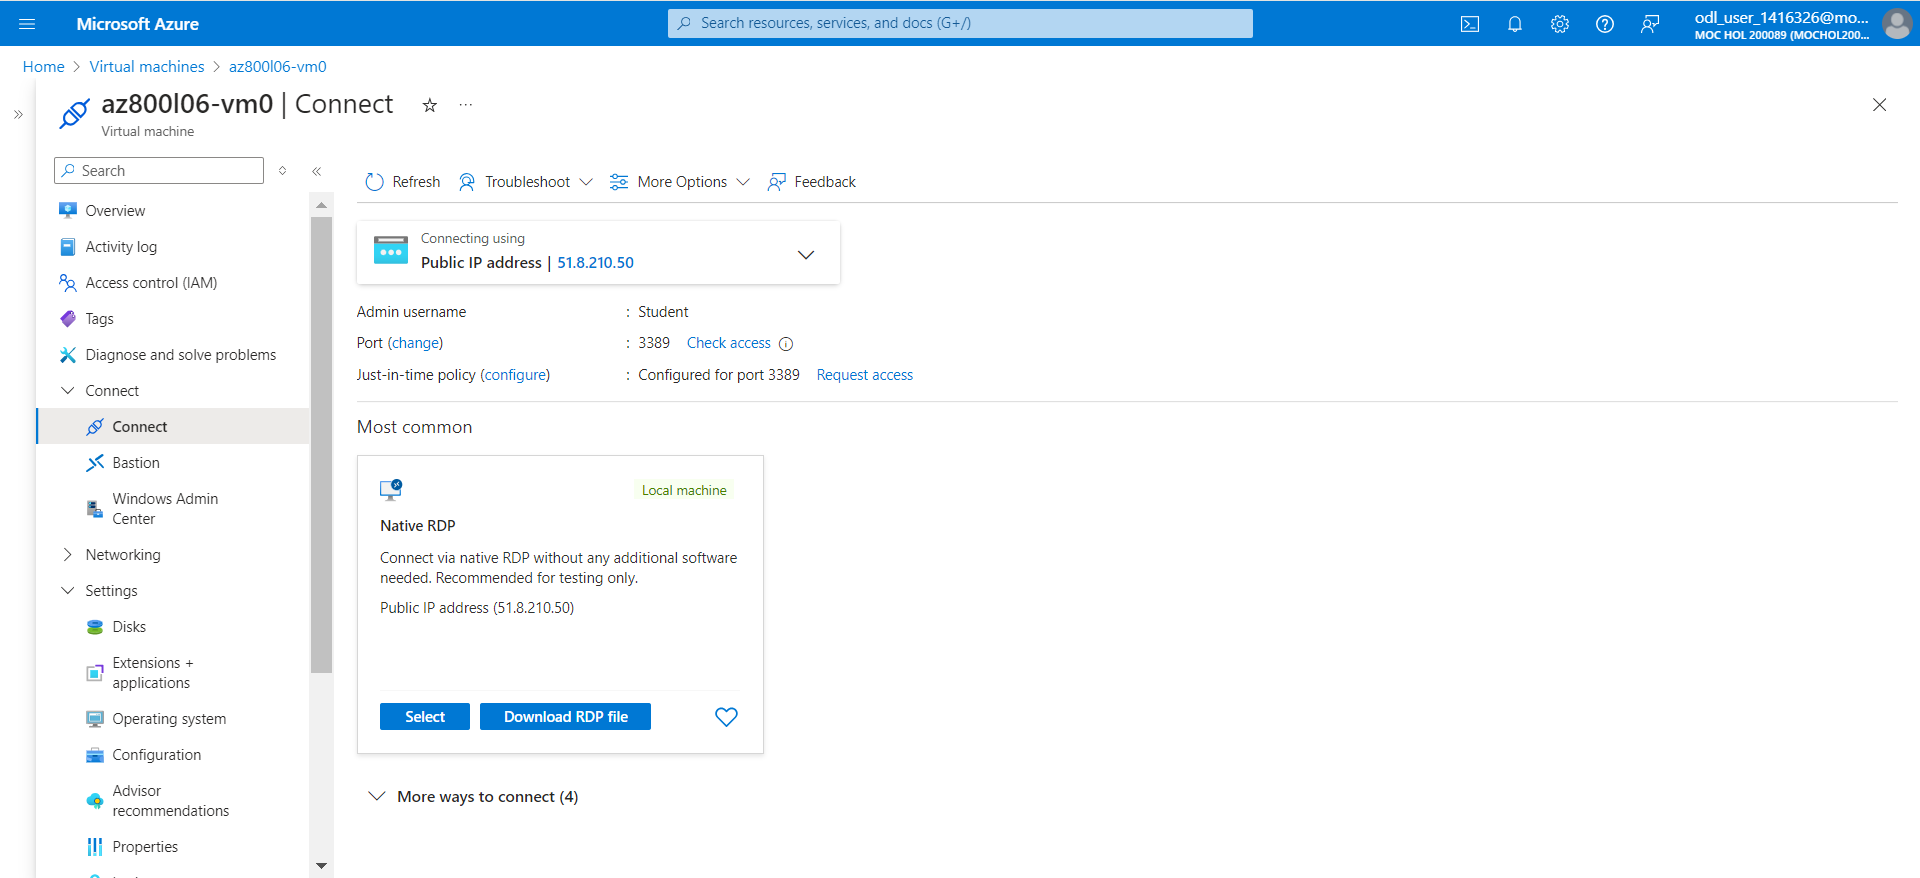 Microsoft Azure
Search resources, services, and docs (G+/)
odl_user_1416326@mo...
MOC HOL 200089 (MOCHOL200...
Home > Virtual machines > az800l06-vm0
az800l06-vm0 | Connect
Virtual machine
Search
Overview
Activity log
Access control (IAM)
Tags
Diagnose and solve problems
Connect
Connect
Bastion
Windows Admin
Center
Networking
Settings
Disks
Extensions +
applications
Operating system
Configuration
Advisor
recommendations
Properties
Refresh Troubleshoot More Options Feedback
Connecting using
Public IP address | 51.8.210.50
Admin username : Student
Port (change) : 3389 Check access
Just-in-time policy (configure) : Configured for port 3389 Request access
Most common
Local machine
Native RDP
Connect via native RDP without any additional software
needed. Recommended for testing only.
Public IP address (51.8.210.50)
Select Download RDP file
More ways to connect (4)